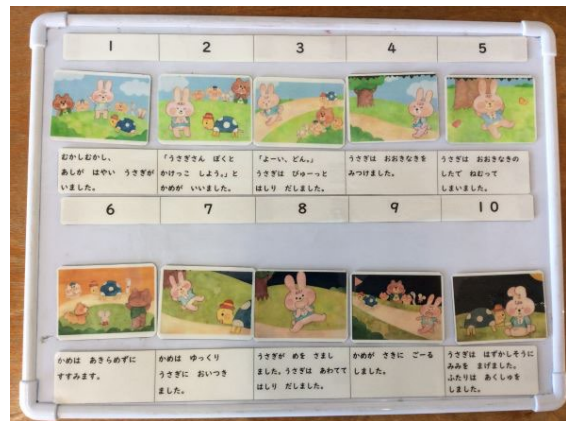 1
2
3
4
5
むかしむかし、
あしが はやい うさぎが
いました。
「うさぎさん ぼくと
かけっこ しよう。」と
かめが いいました。
「よーい、どん。」
うさぎは ぴゅーっと
はしり だしました。
うさぎは おおきなきを
みつけました。
うさぎは おおきなきの
したで ねむって
しまいました。
6
7
8
9
10
かめは あきらめずに
すすみます。
かめは ゆっくり
うさぎに おいつき
ました。
うさぎが めを さまし
ました。うさぎは あわてて
はしり だしました。
かめが さきに ごーる
しました。
うさぎは はずかしそうに
みみを まげました。
ふたりは あくしゅを
しました。